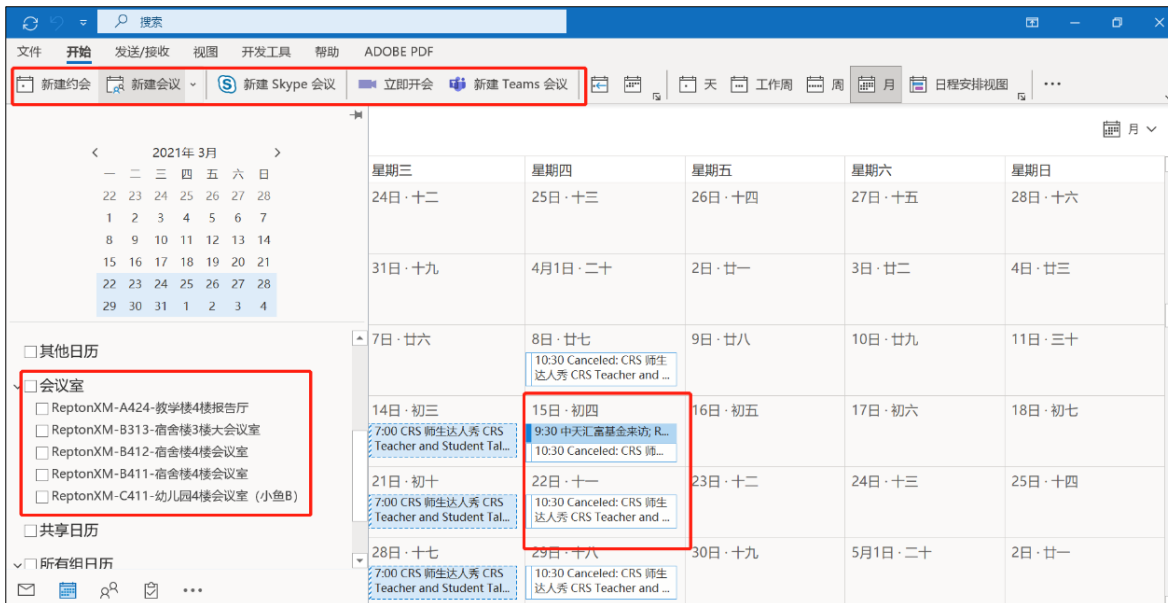 搜索
文件 开始 发送/接收 视图 开发工具 帮助 ADOBE PDF
新建约会 新建会议 新建 Skype 会议 立即开会 新建 Teams 会议 天 工作周 周 月 日程安排视图
月
2021年 3月
一 二 三 四 五 六 日
22 23 24 25 26 27 28
1 2 3 4 5 6 7
8 9 10 11 12 13 14
15 16 17 18 19 20 21
22 23 24 25 26 27 28
29 30 31 1 2 3 4
其他日历
会议室
ReptonXM-A424-教学楼4楼报告厅
ReptonXM-B313-宿舍楼3楼大会议室
ReptonXM-B412-宿舍楼4楼会议室
ReptonXM-B411-宿舍楼4楼会议室
ReptonXM-C411-幼儿园4楼会议室（小鱼B）
共享日历
所有组日历
星期三 星期四 星期五 星期六 星期日
24日 · 十二 25日 · 十三 26日 · 十四 27日 · 十五 28日 · 十六
31日 · 十九 4月1日 · 二十 2日 · 廿一 3日 · 廿二 4日 · 廿三
7日 · 廿六 8日 · 廿七 9日 · 廿八 10日 · 廿九 11日 · 三十
10:30 Canceled: CRS 师生
达人秀 CRS Teacher and ...
14日 · 初三 15日 · 初四 16日 · 初五 17日 · 初六 18日 · 初七
7:00 CRS 师生达人秀 CRS 9:30 中天汇富基金来访; R...
Teacher and Student Tal... 10:30 Canceled: CRS 师...
21日 · 初十 22日 · 十一 23日 · 十二 24日 · 十三 25日 · 十四
7:00 CRS 师生达人秀 CRS 10:30 Canceled: CRS 师生
Teacher and Student Tal... 达人秀 CRS Teacher and ...
28日 · 十七 29日 · 十八 30日 · 十九 5月1日 · 二十 2日 · 廿一
7:00 CRS 师生达人秀 CRS 10:30 Canceled: CRS 师生
Teacher and Student Tal... 达人秀 CRS Teacher and ...